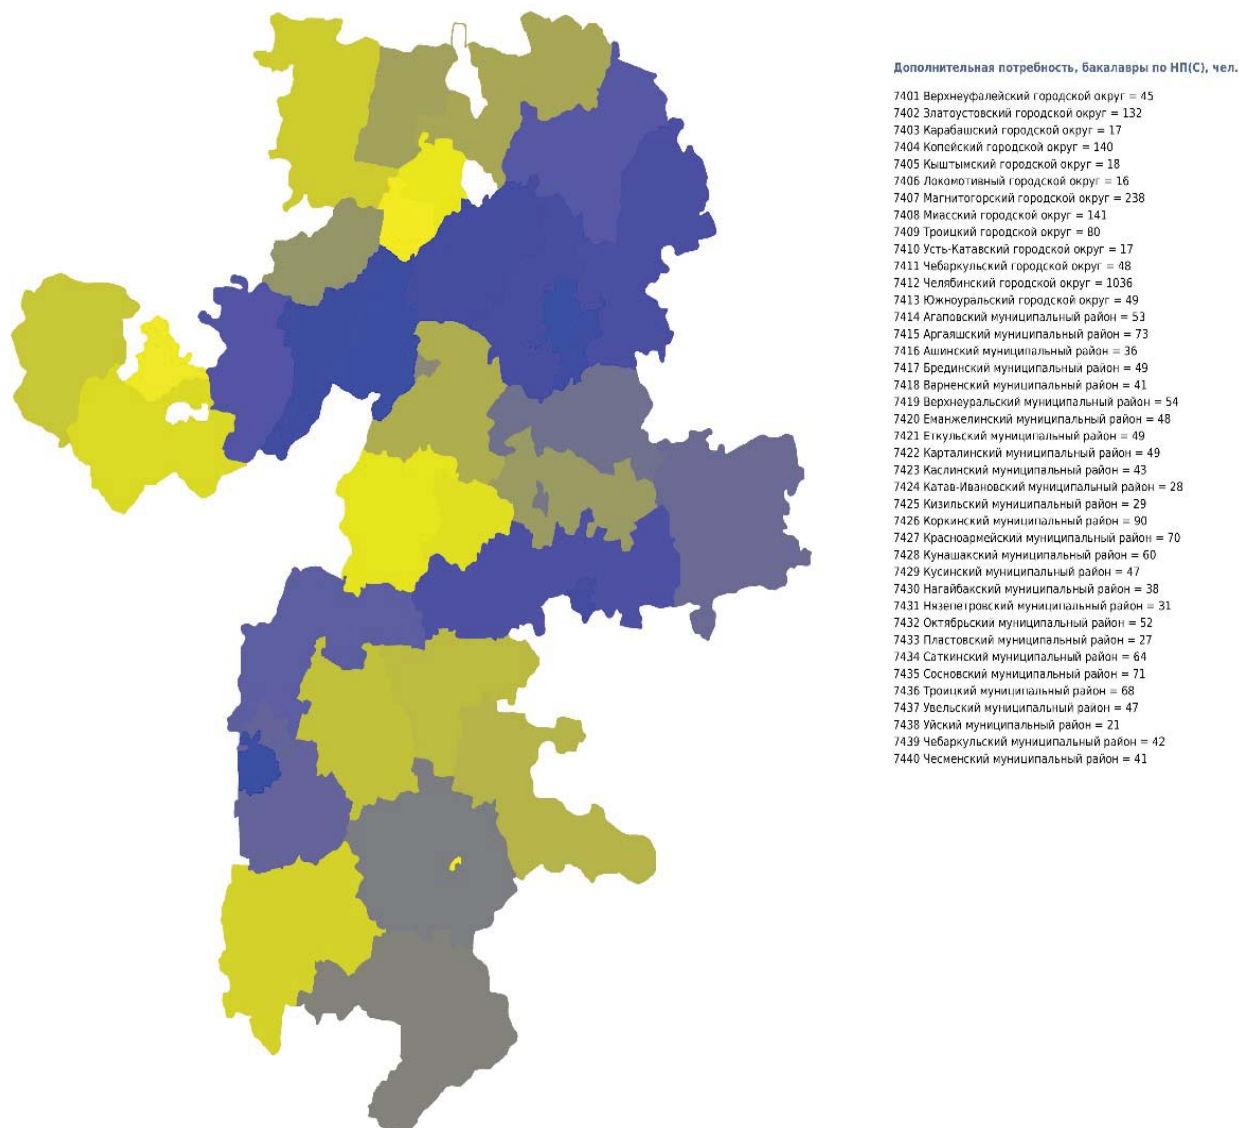 Дополнительная потребность, бакалавры по НП(С), чел.
7401 Верхнеуфалейский городской округ = 45
7402 Златоустовский городской округ = 132
7403 Карабашский городской округ = 17
7404 Копейский городской округ = 140
7405 Кыштымский городской округ = 18
7406 Локомотивный городской округ = 16
7407 Магнитогорский городской округ = 238
7408 Миасский городской округ = 141
7409 Троицкий городской округ = 80
7410 Усть-Катавский городской округ = 17
7411 Чебаркульский городской округ = 48
7412 Челябинский городской округ = 1036
7413 Южноуральский городской округ = 49
7414 Агаповский муниципальный район = 53
7415 Аргаяшский муниципальный район = 73
7416 Ашинский муниципальный район = 36
7417 Брединский муниципальный район = 49
7418 Варненский муниципальный район = 41
7419 Верхнеуральский муниципальный район = 54
7420 Еманжелинский муниципальный район = 48
7421 Еткульский муниципальный район = 49
7422 Карталинский муниципальный район = 49
7423 Каслинский муниципальный район = 43
7424 Катав-Ивановский муниципальный район = 28
7425 Кизильский муниципальный район = 29
7426 Коркинский муниципальный район = 90
7427 Красноармейский муниципальный район = 70
7428 Кунашакский муниципальный район = 60
7429 Кусинский муниципальный район = 47
7430 Нагайбакский муниципальный район = 38
7431 Нязепетровский муниципальный район = 31
7432 Октябрьский муниципальный район = 52
7433 Пластовский муниципальный район = 27
7434 Саткинский муниципальный район = 64
7435 Сосновский муниципальный район = 71
7436 Троицкий муниципальный район = 68
7437 Увельский муниципальный район = 47
7438 Уйский муниципальный район = 21
7439 Чебаркульский муниципальный район = 42
7440 Чесменский муниципальный район = 41